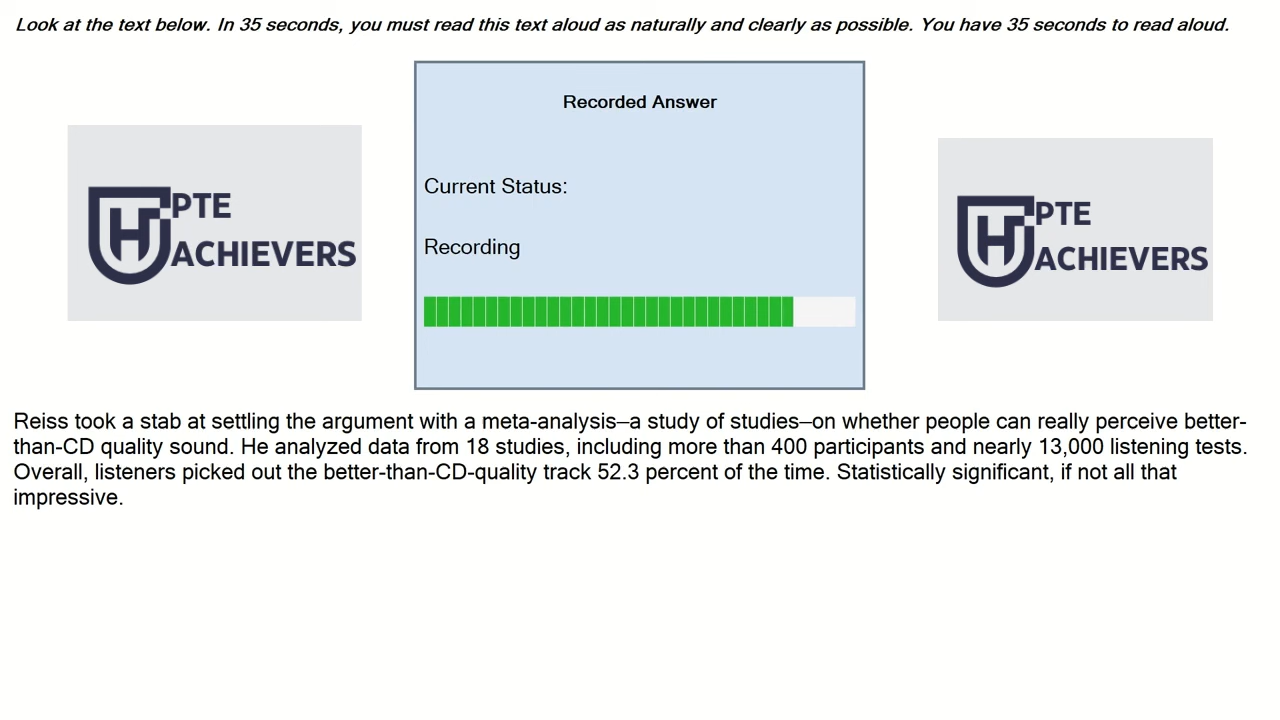 Look at the text below. In 35 seconds, you must read this text aloud as naturally and clearly as possible. You have 35 seconds to read aloud.
Recorded Answer
PTE
ACHIEVERS
Current Status:
Recording
PTE
ACHIEVERS
Reiss took a stab at settling the argument with a meta-analysis–a study of studies–on whether people can really perceive better-
than-CD quality sound. He analyzed data from 18 studies, including more than 400 participants and nearly 13,000 listening tests.
Overall, listeners picked out the better-than-CD-quality track 52.3 percent of the time. Statistically significant, if not all that
impressive.